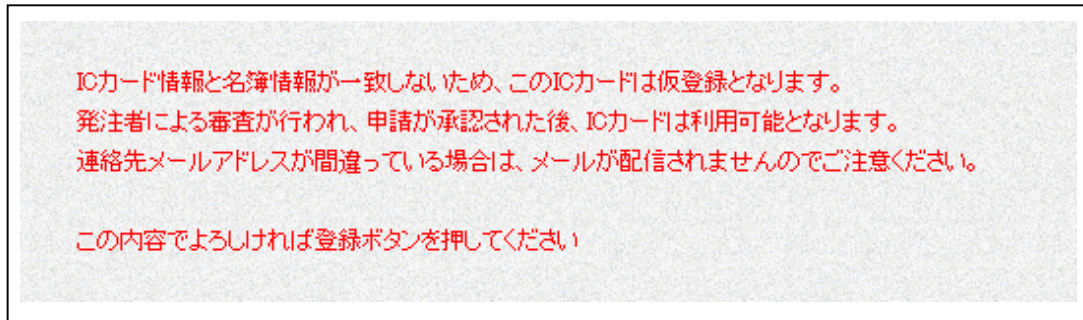 ICカード情報と名簿情報が一致しないため、このICカードは仮登録となります。
発注者による審査が行われ、申請が承認された後、ICカードは利用可能となります。
連絡先メールアドレスが間違っている場合は、メールが配信されませんのでご注意ください。
この内容でよろしければ登録ボタンを押してください